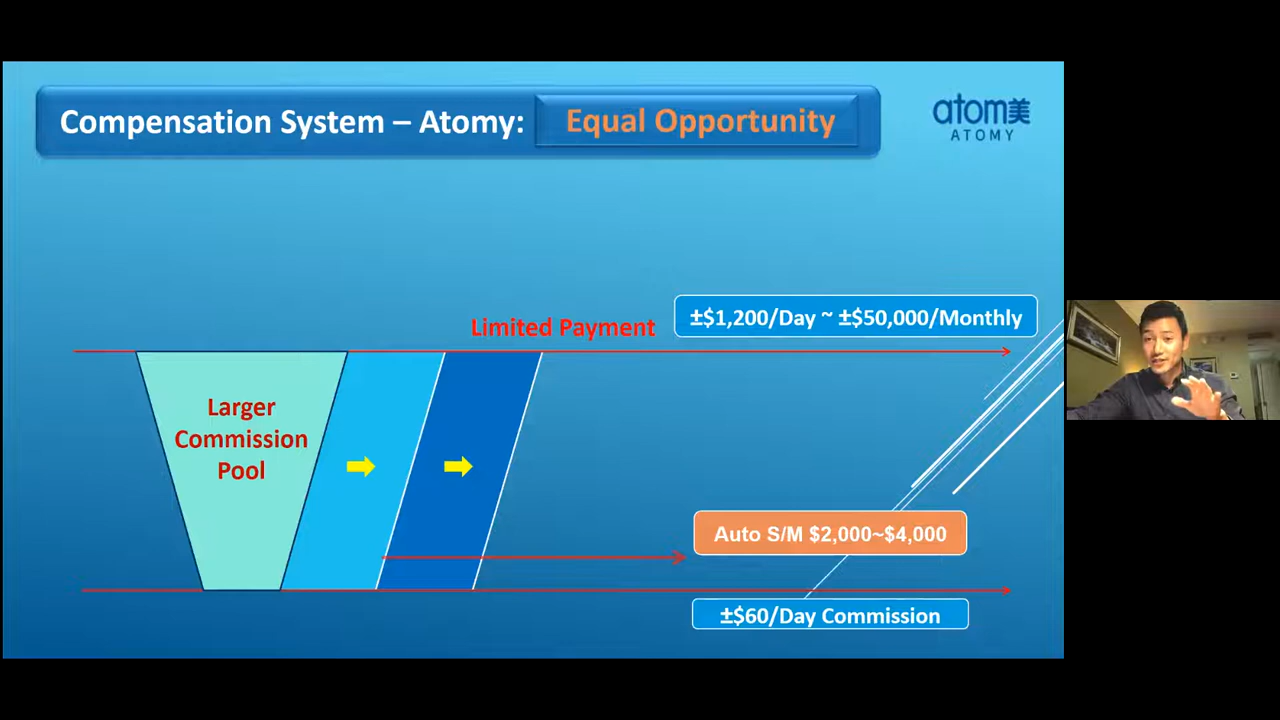 Compensation System – Atomy: Equal Opportunity
atom美
ATOMY
Limited Payment
±$1,200/Day ~ ±$50,000/Monthly
Larger
Commission
Pool
Auto S/M $2,000~$4,000
±$60/Day Commission